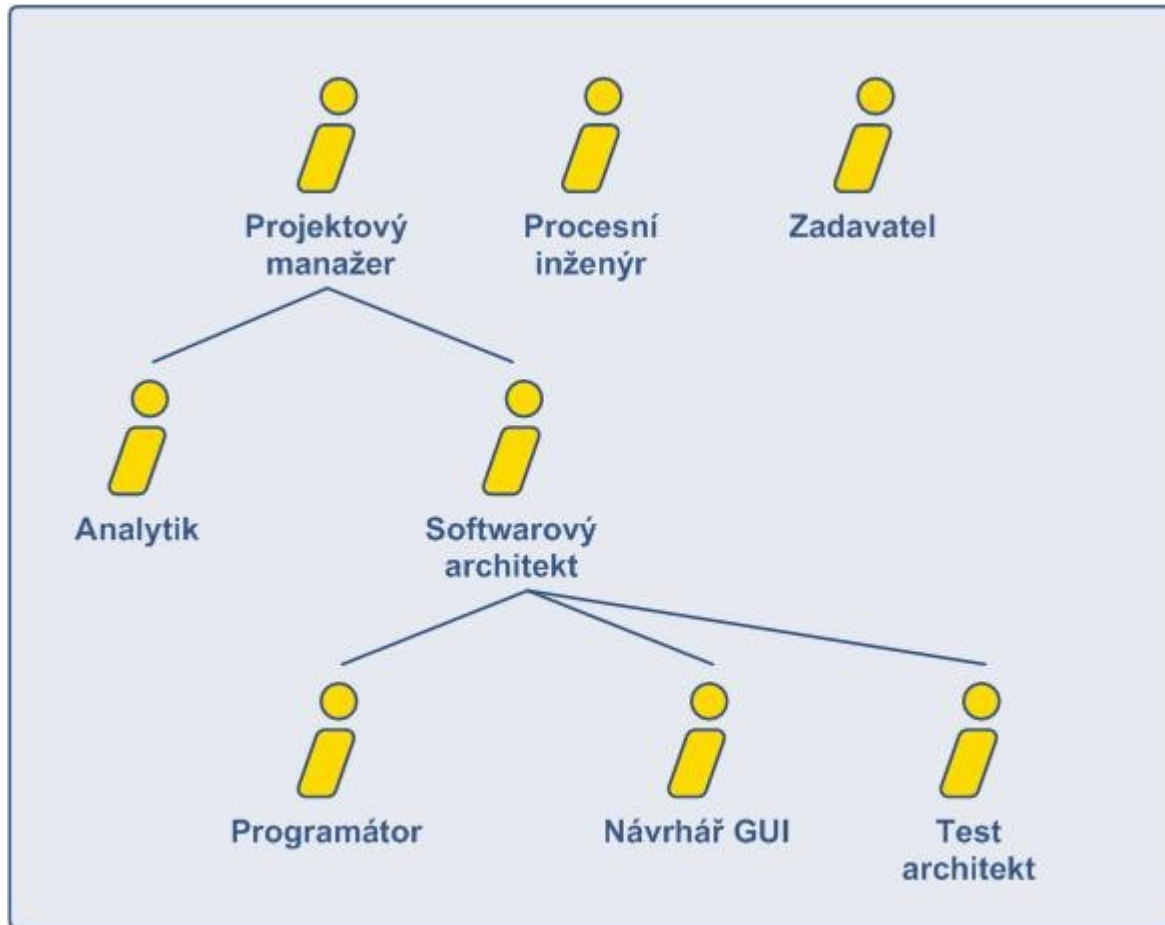 Projektový
manažer
Procesní
inženýr
Zadavatel
Analytik
Softwarový
architekt
Programátor
Návrhář GUI
Test
architekt